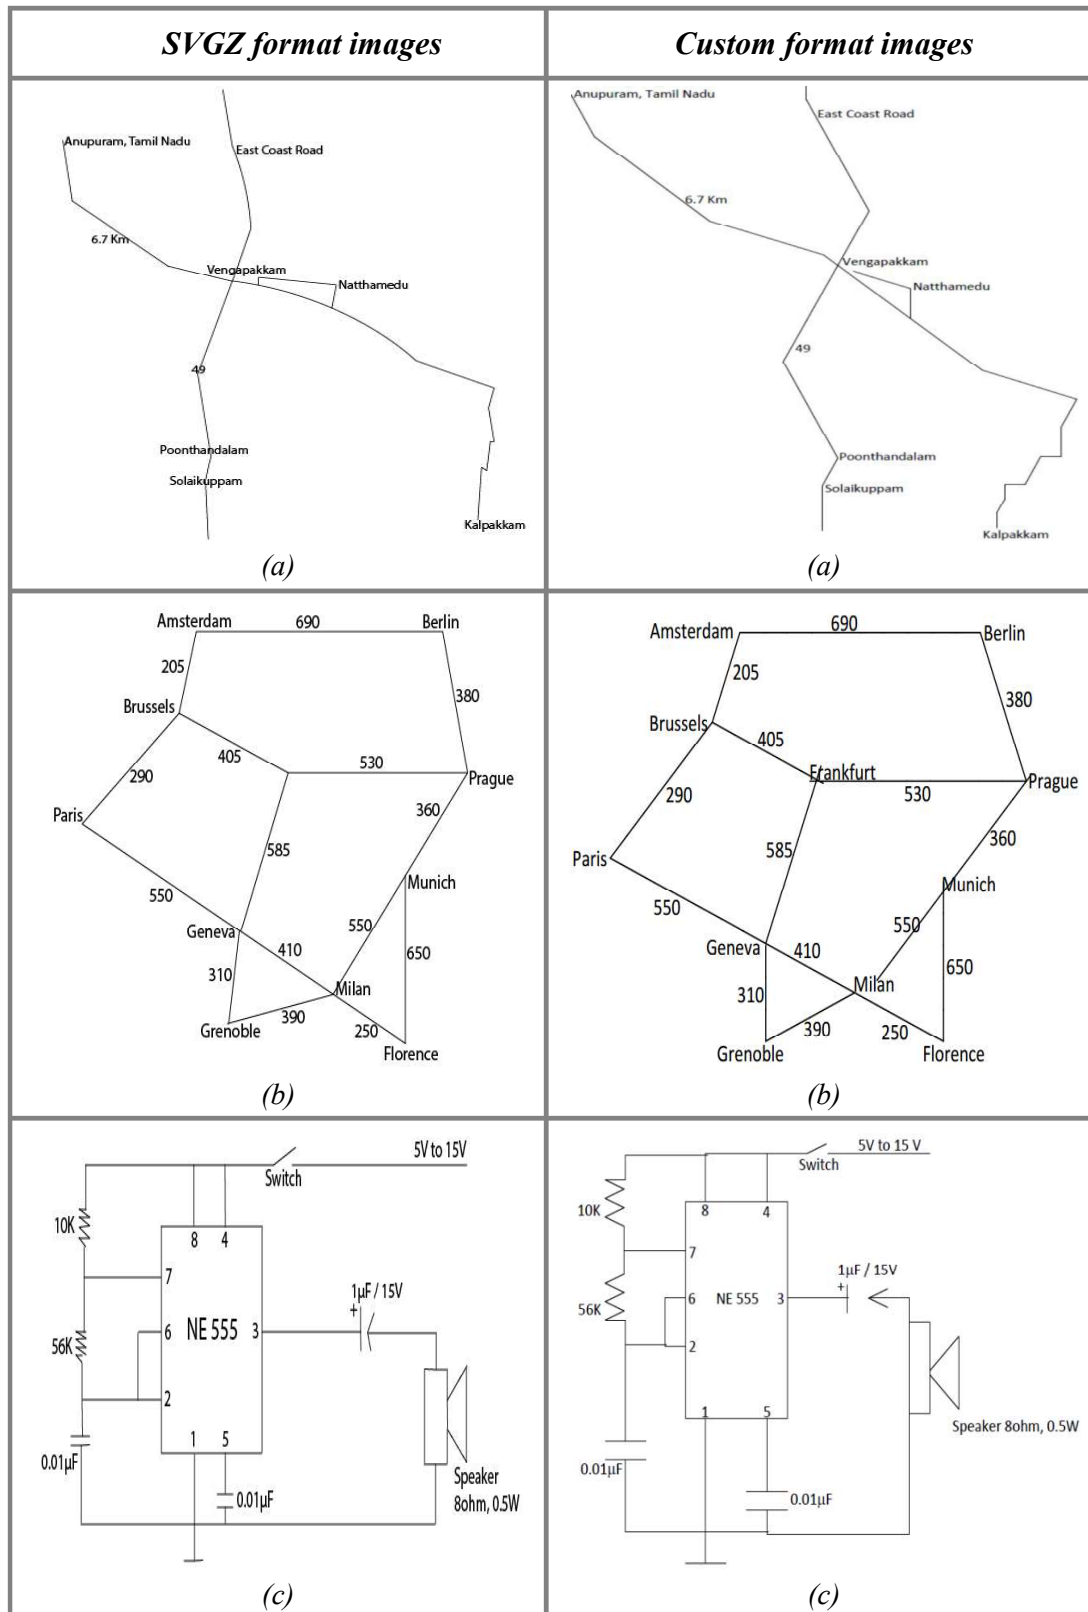 SVGZ format images
Custom format images
Anupuram, Tamil Nadu
East Coast Road
6.7 Km
Vengapakkam
Natthamedu
49
Poonthandalam
Solaikuppam
Kalpakkam
(a)
Anupuram, Tamil Nadu
East Coast Road
6.7 Km
Vengapakkam
Natthamedu
49
Poonthandalam
Solaikuppam
Kalpakkam
(a)
Amsterdam
690
Berlin
205
380
Brussels
405
530
290
Prague
360
Paris
585
Munich
550
Geneva
550
410
650
310
Milan
390
250
Grenoble
Florence
(b)
Amsterdam
690
Berlin
205
380
Brussels
405
Frankfurt
290
530
Prague
360
585
Paris
Munich
550
550
Geneva
410
650
310
Milan
390
250
Grenoble
Florence
(b)
5V to 15V
Switch
10K
8 4
7
1µF / 15V
+
56K
6 NE 555 3
2
1 5
0.01µF
0.01µF
Speaker
8ohm, 0.5W
(c)
5V to 15 V
Switch
10K
8 4
7
1µF / 15V
+
56K
6 NE 555 3
2
1 5
Speaker 8ohm, 0.5W
0.01µF
0.01µF
(c)